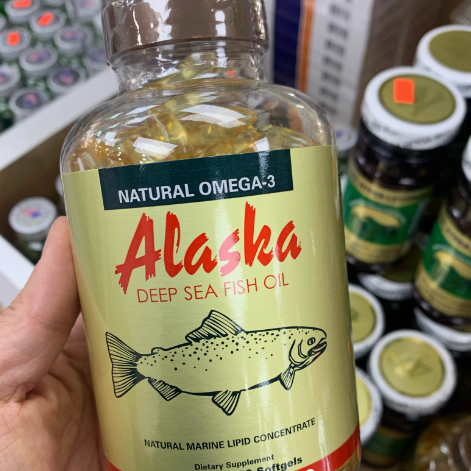 NATURAL OMEGA-3
Alaska
DEEP SEA FISH OIL
NATURAL MARINE LIPID CONCENTRATE
Dietary Supplement
Softgels